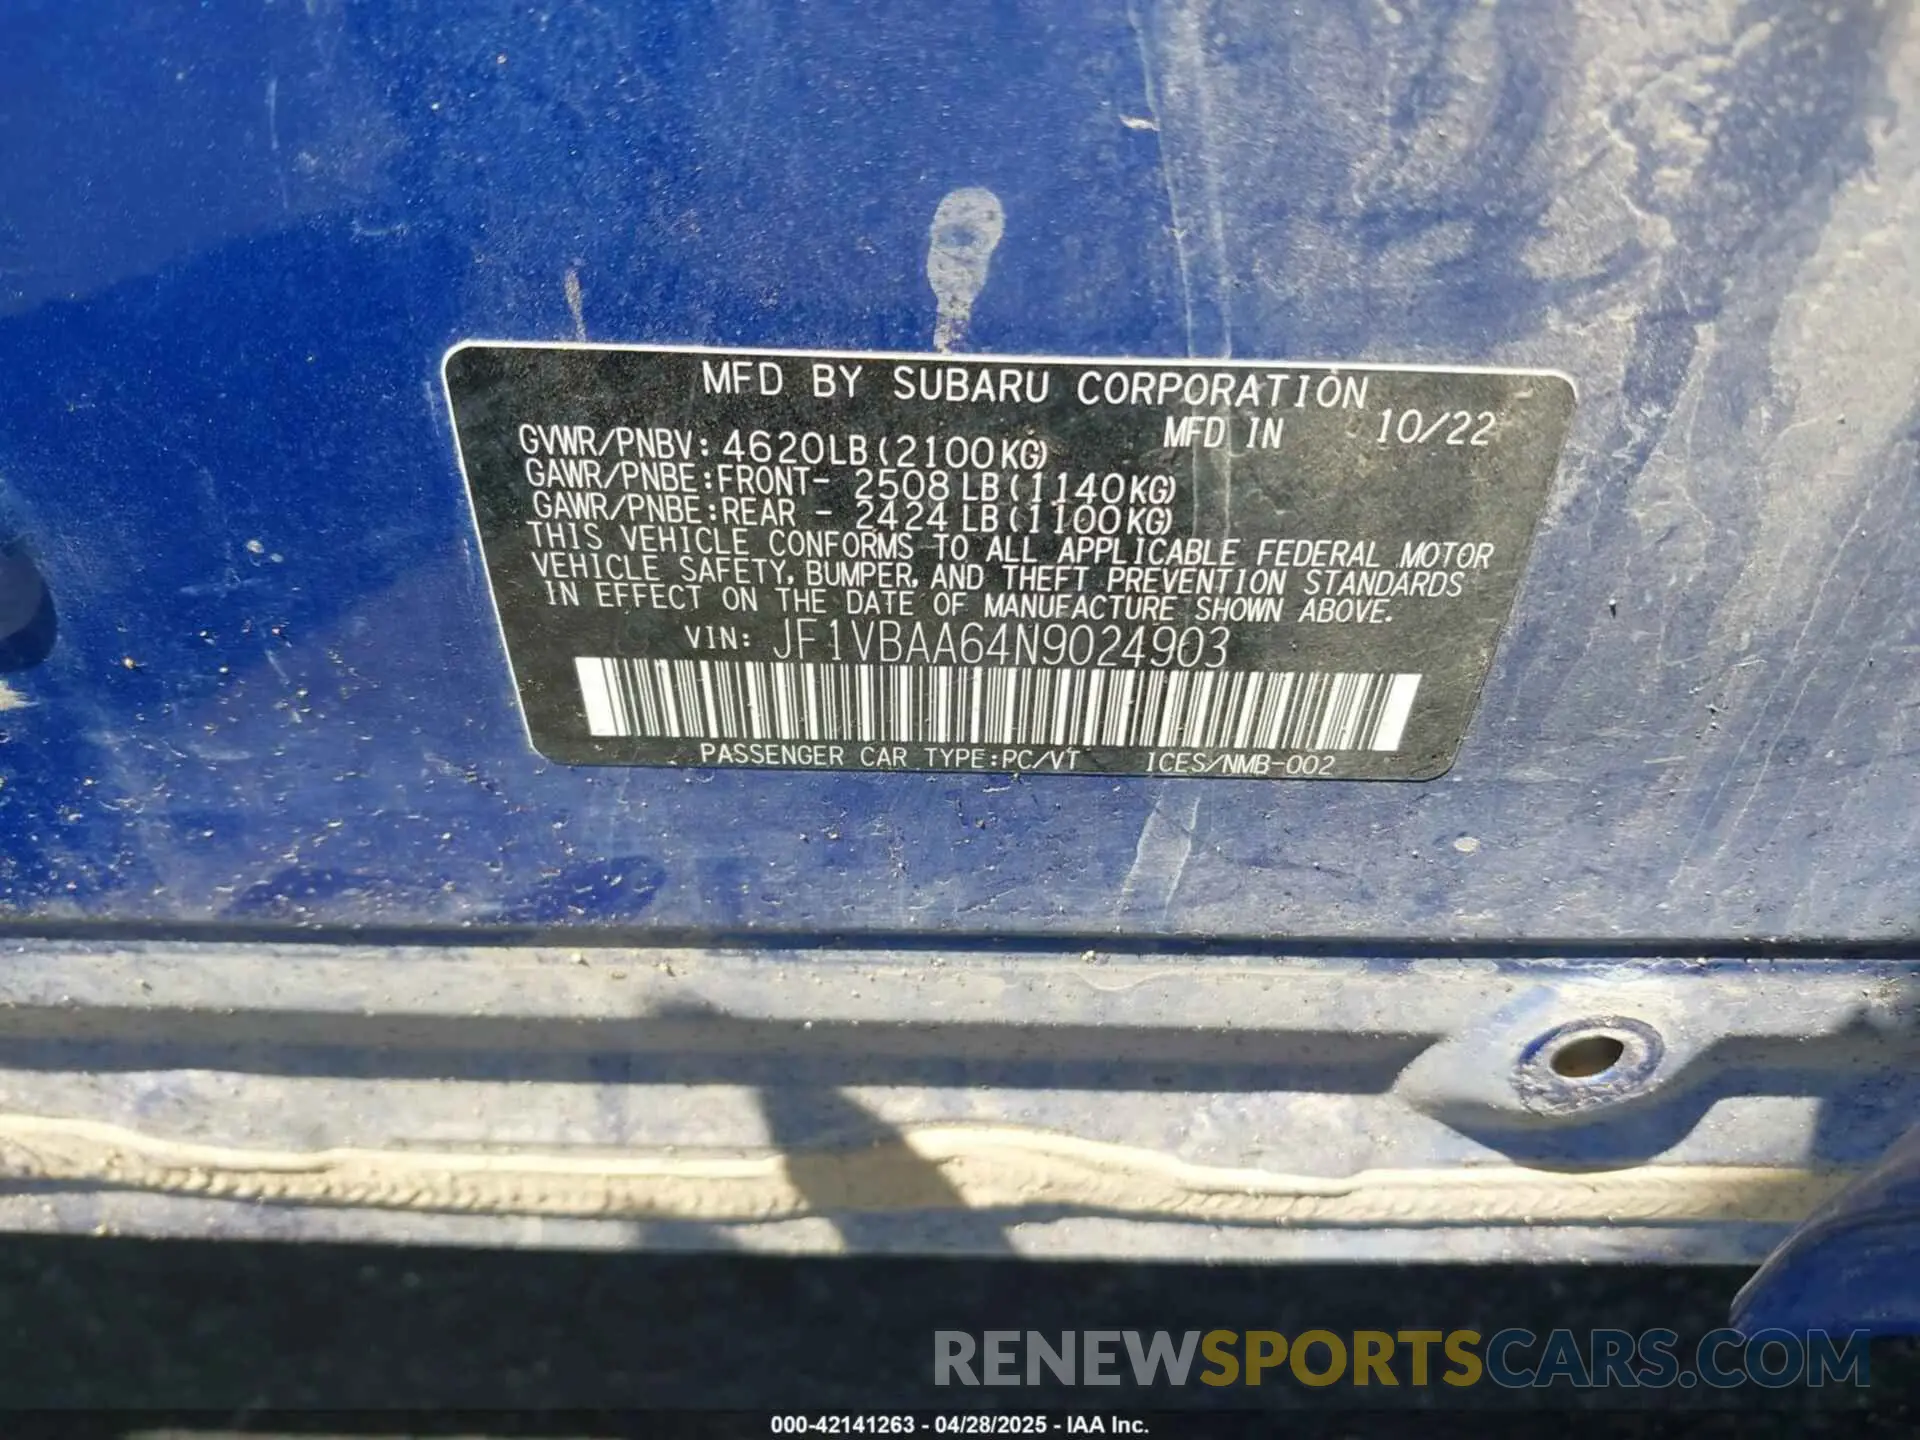 MFD BY SUBARU CORPORATION
MFD IN 10/22
GVWR/PNBV: 4620LB(2100KG)
GAWR/PNBE:FRONT- 2508 LB(1140KG)
GAWR/PNBE:REAR - 2424 LB(1100KG)
THIS VEHICLE CONFORMS TO ALL APPLICABLE FEDERAL MOTOR
VEHICLE SAFETY, BUMPER, AND THEFT PREVENTION STANDARDS
IN EFFECT ON THE DATE OF MANUFACTURE SHOWN ABOVE.
VIN: JF1VBAA64N9024903
PASSENGER CAR TYPE:PC/VT ICES/NMB-002
RENEWSPORTSCARS.COM
000-42141263 - 04/28/2025 - IAA Inc.